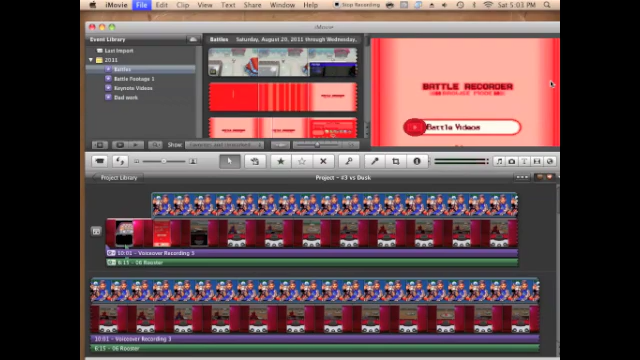 iMovie File Edit Clip View Text Share Window Help Stop Recording Sat 5:03 PM
iMovie
Event Library
Battles Saturday, August 20, 2011 through Wednesday,
Last Import
2011
Battles
Battle Footage 1
Keynote Videos
Dad work
BATTLE RECORDER
Battle Videos
Show:
Project Library
Project - #3 vs Dusk
10:01 - Voiceover Recording 3
6:15 - 06 Rooster
10:01 - Voiceover Recording 3
6:15 - 06 Rooster